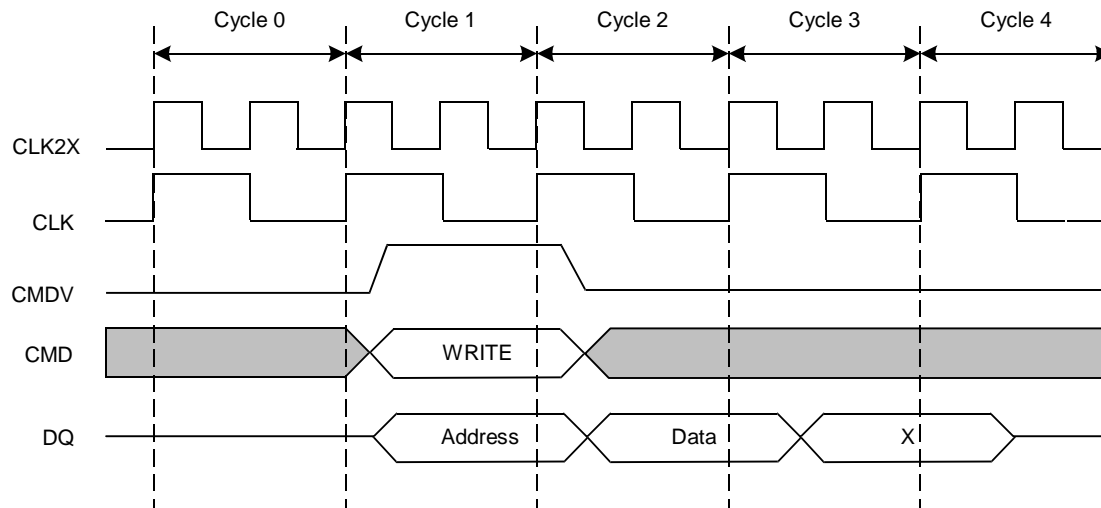 Cycle 0 Cycle 1 Cycle 2 Cycle 3 Cycle 4
CLK2X
CLK
CMDV
CMD WRITE
DQ Address Data X